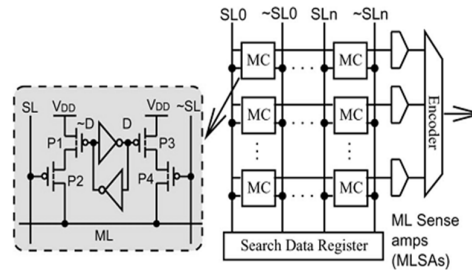 SL0 ~SL0 SLn ~SLn
MC MC
SL VDD VDD ~SL
~D D
P1 P3
MC MC
P2 P4
ML
MC MC
Encoder
Search Data Register
ML Sense
amps
(MLSAs)